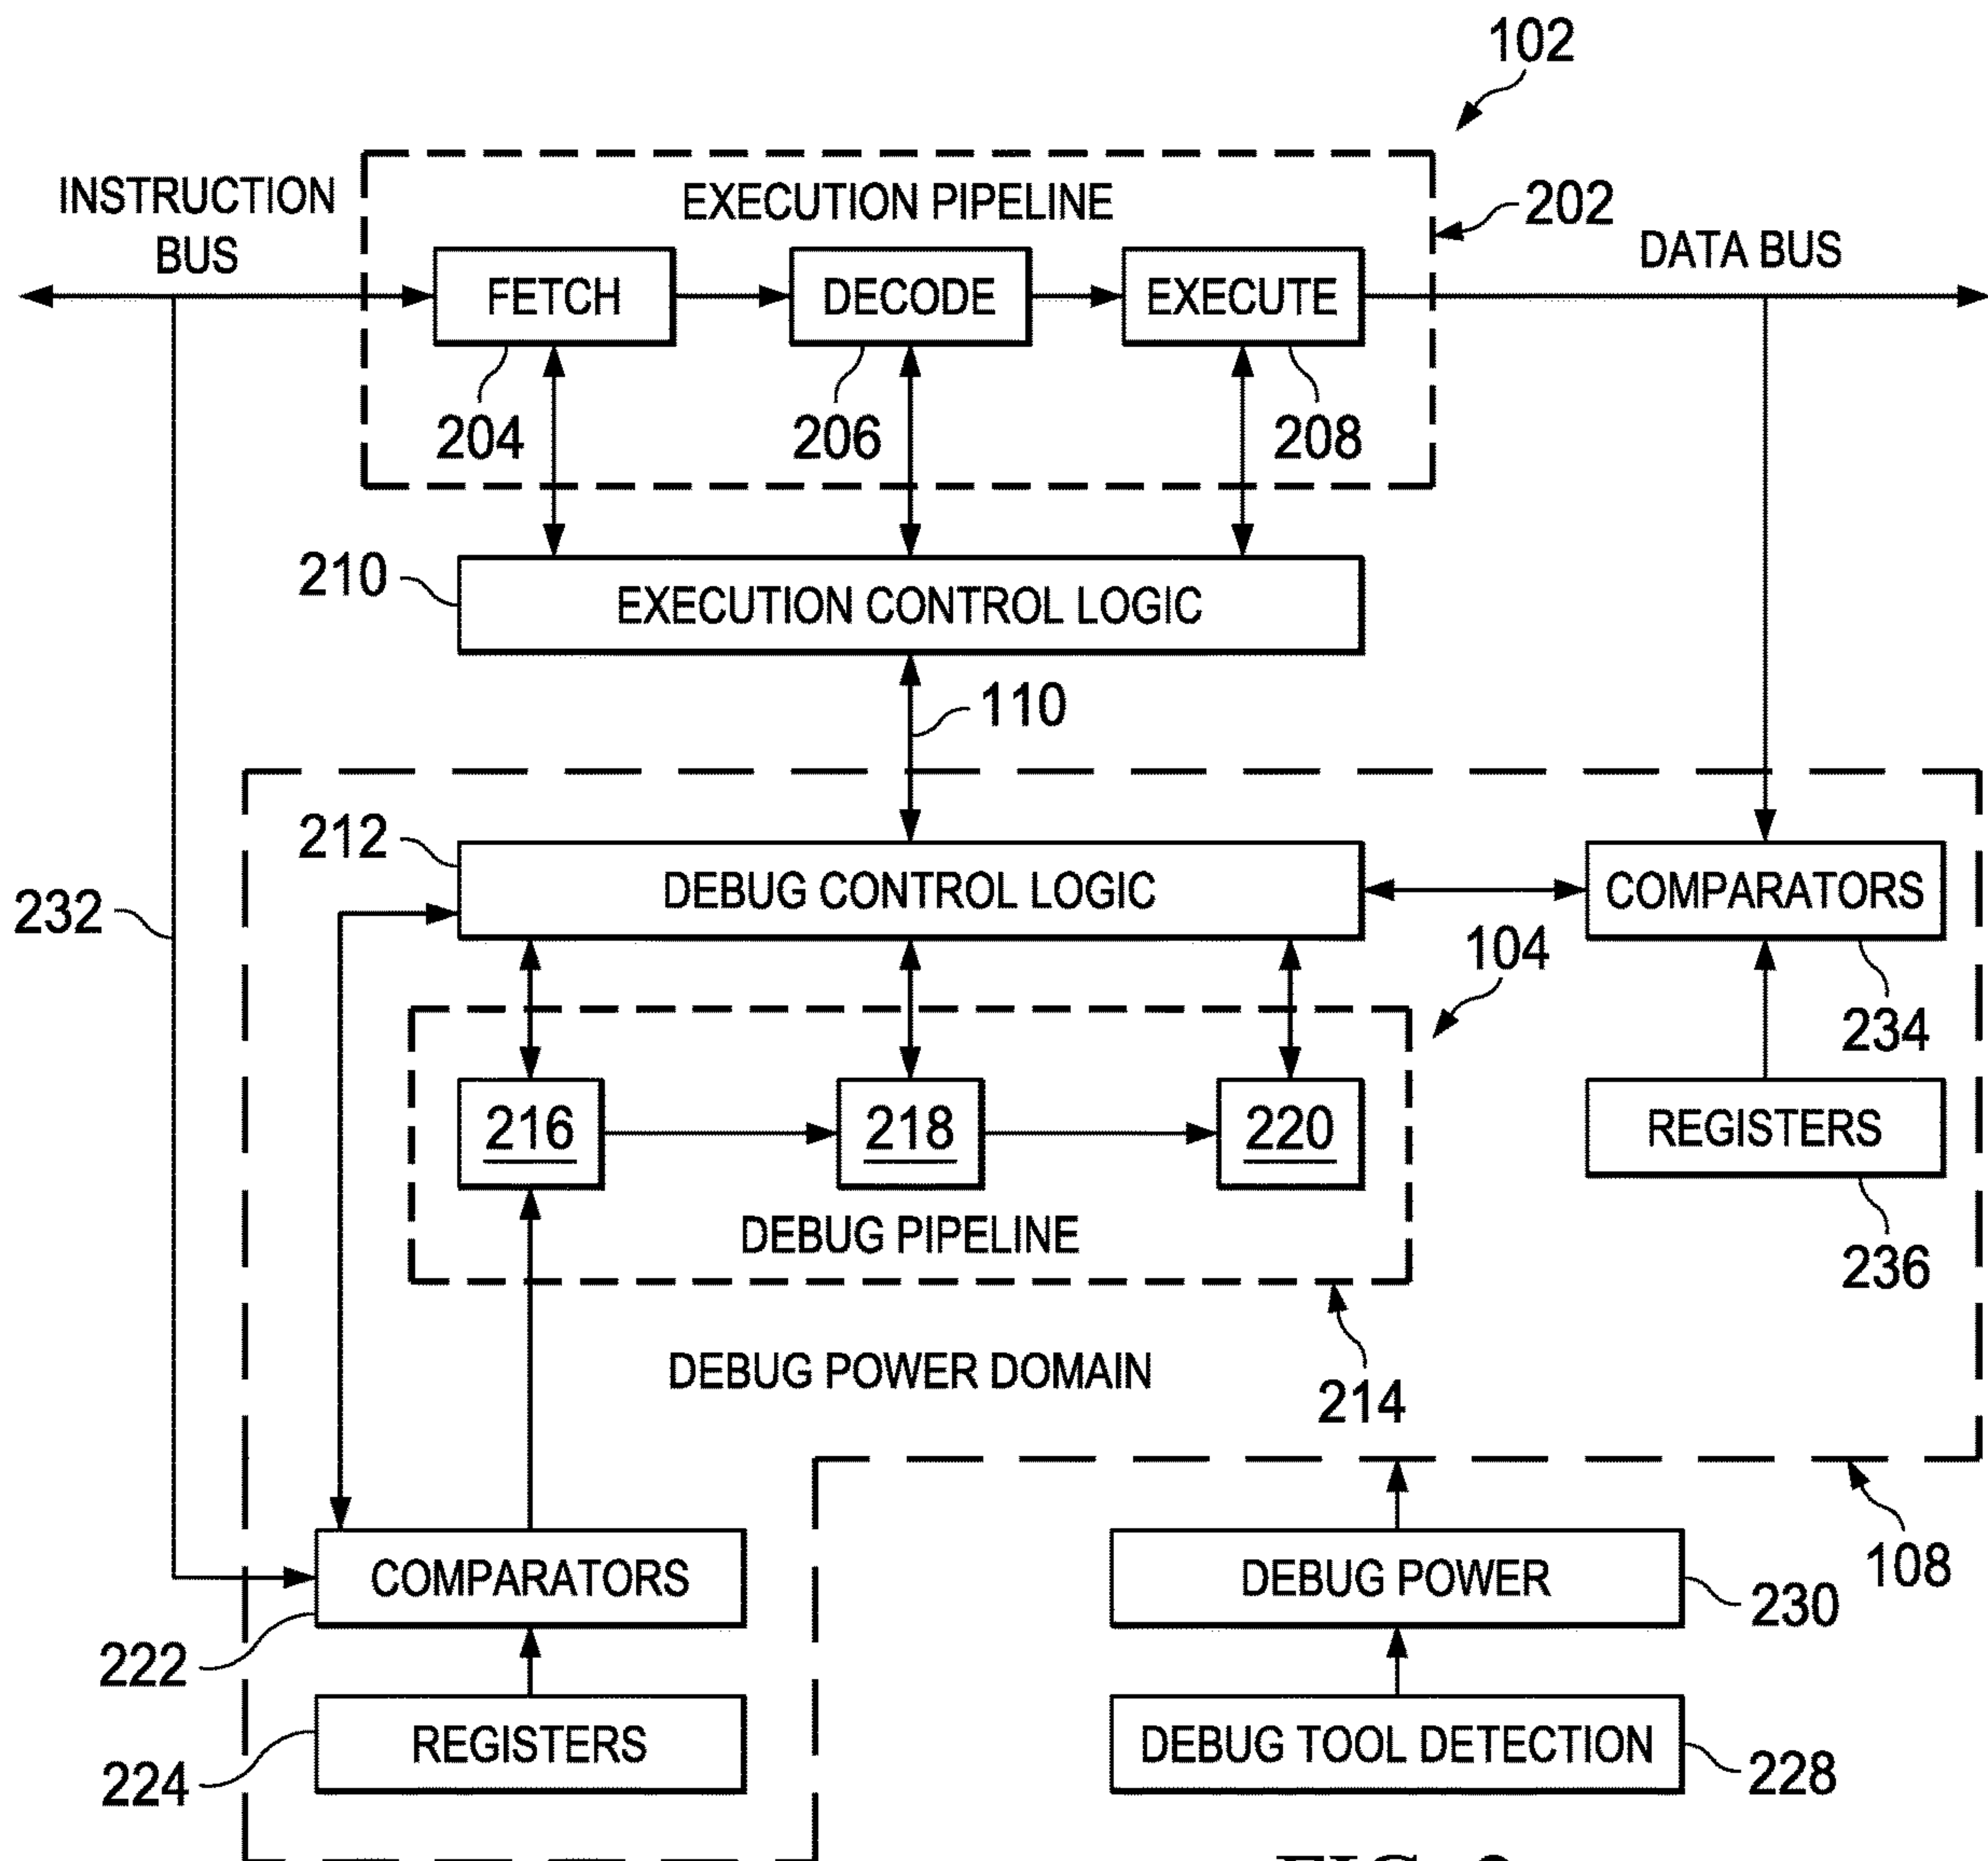 102
INSTRUCTION
BUS
EXECUTION PIPELINE
202
DATA BUS
FETCH
DECODE
EXECUTE
204
206
208
210
EXECUTION CONTROL LOGIC
110
212
DEBUG CONTROL LOGIC
COMPARATORS
232
104
234
216
218
220
REGISTERS
DEBUG PIPELINE
236
DEBUG POWER DOMAIN
214
COMPARATORS
DEBUG POWER
108
230
222
REGISTERS
DEBUG TOOL DETECTION
224
228